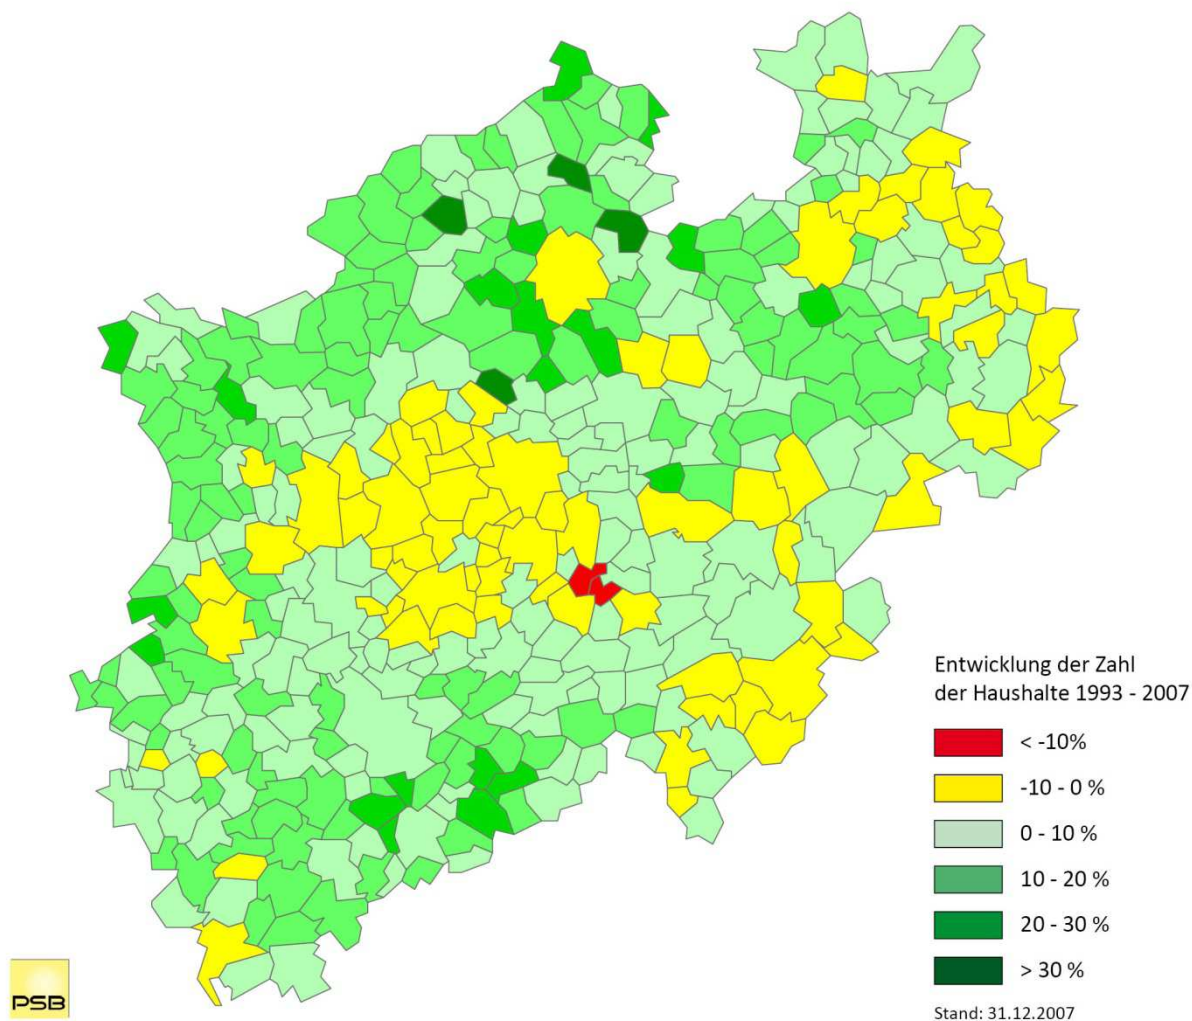 Entwicklung der Zahl
der Haushalte 1993 - 2007
< -10%
-10 - 0 %
0 - 10 %
10 - 20 %
20 - 30 %
> 30 %
Stand: 31.12.2007
PSB